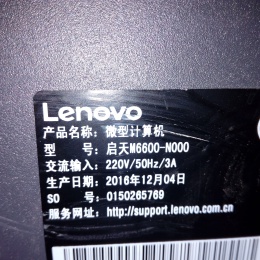 Lenovo
产品名称：微型计算机
型 号：启天M6600-N000
交流输入：220V/50Hz/3A
生产日期：2016年12月04日
SO 号：0150265769
服务网址：http://support.lenovo.com.cn